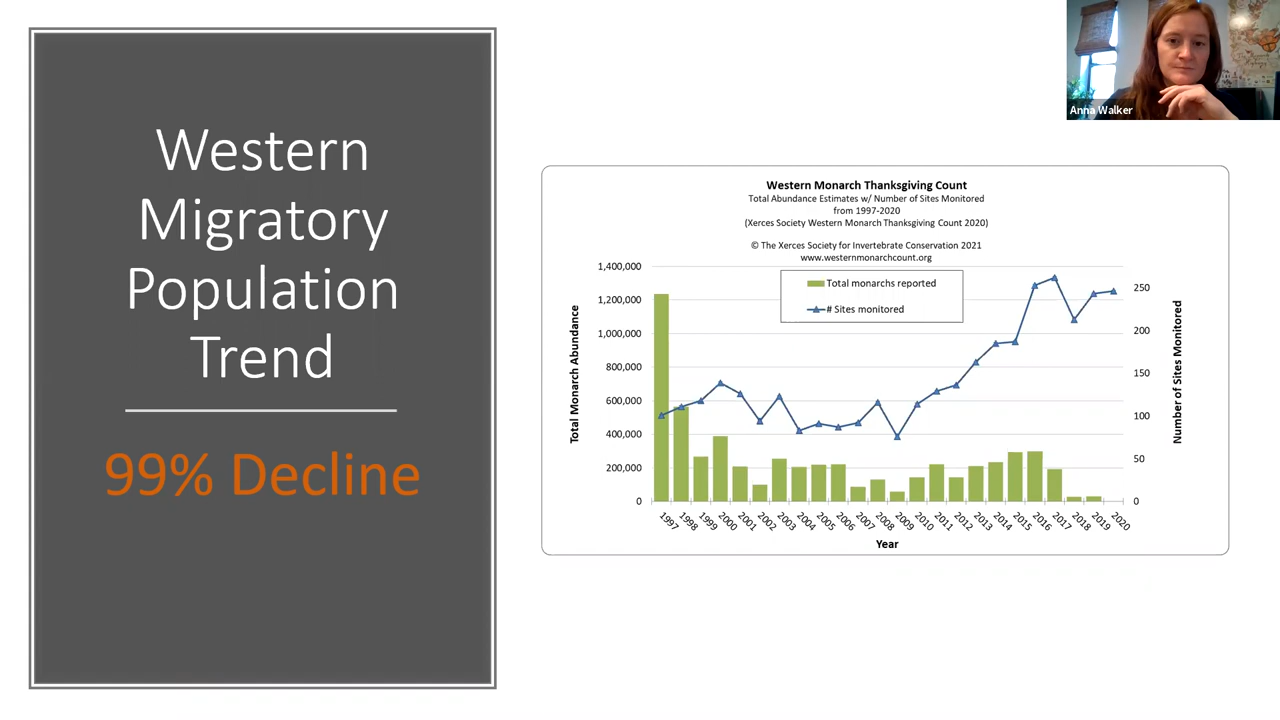 Western
Migratory
Population
Trend
99% Decline
Anna Walker
Western Monarch Thanksgiving Count
Total Abundance Estimates w/ Number of Sites Monitored
from 1997-2020
(Xerces Society Western Monarch Thanksgiving Count 2020)
© The Xerces Society for Invertebrate Conservation 2021
www.westernmonarchcount.org
Total monarchs reported
# Sites monitored
Total Monarch Abundance
1,400,000
1,200,000
1,000,000
800,000
600,000
400,000
200,000
0
250
200
150
100
50
0
Number of Sites Monitored
1997 1998 1999 2000 2001 2002 2003 2004 2005 2006 2007 2008 2009 2010 2011 2012 2013 2014 2015 2016 2017 2018 2019 2020
Year